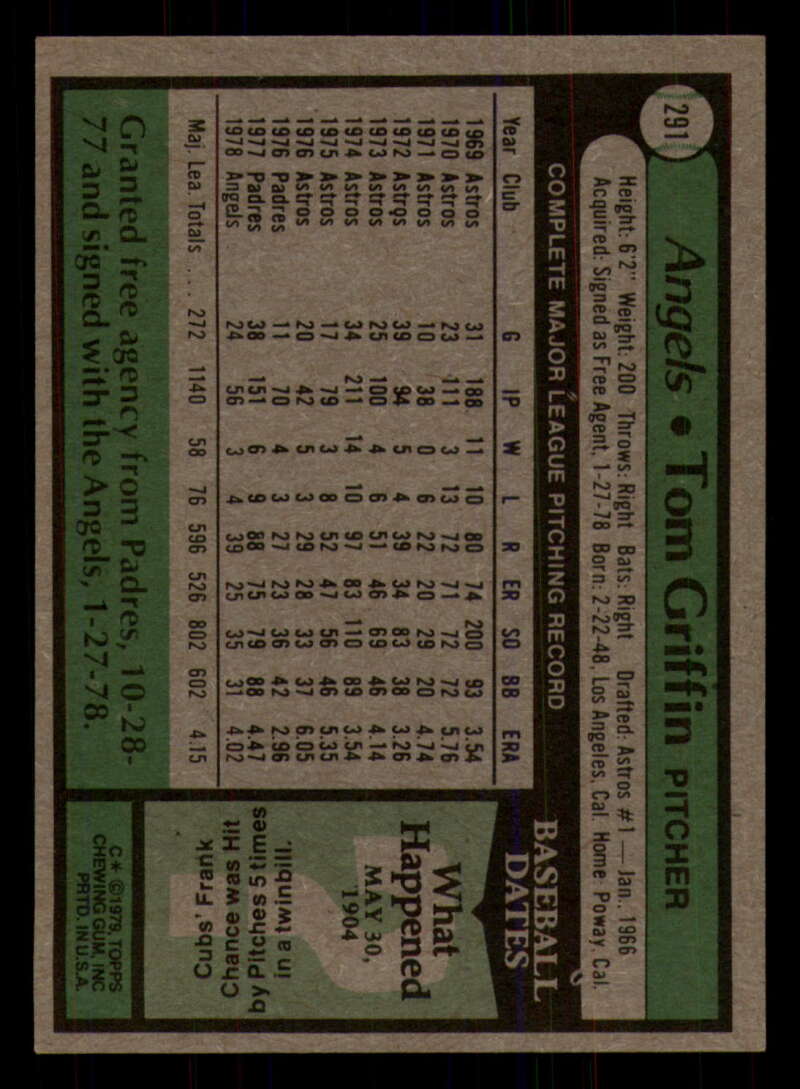 291
Angels • Tom Griffin PITCHER
Height: 6'2" Weight: 200 Throws: Right Bats: Right Drafted: Astros #1 — Jan. 1966
Acquired: Signed as Free Agent, 1-27-78 Born: 2-22-48, Los Angeles, Cal. Home: Poway, Cal.
COMPLETE MAJOR LEAGUE PITCHING RECORD
Year Club G IP W L R ER SO BB ERA
1969 Astros 31 188 11 10 80 74 200 93 3.54
1970 Astros 23 111 3 13 72 71 72 72 5.76
1971 Astros 10 38 0 6 22 20 29 20 4.74
1972 Astros 39 94 5 4 39 34 83 38 3.26
1973 Astros 25 100 4 6 51 46 69 46 4.14
1974 Astros 34 211 14 10 97 83 110 89 3.54
1975 Astros 17 79 3 8 52 47 56 46 5.35
1976 Astros 20 42 5 3 29 28 33 37 6.05
1976 Padres 11 70 4 3 27 23 36 42 2.96
1977 Padres 38 151 6 9 88 75 79 88 4.47
1978 Angels 24 56 3 4 39 25 35 31 4.02
Maj. Lea. Totals . . . 272 1140 58 76 596 526 802 602 4.15
Granted free agency from Padres, 10-28-
77 and signed with the Angels, 1-27-78.
BASEBALL
DATES
What
Happened
MAY 30,
1904
Cubs' Frank
Chance was Hit
by Pitches 5 times
in a twinbill.
C* ©1979, TOPPS
CHEWING GUM, INC
PRTD. IN U.S.A.